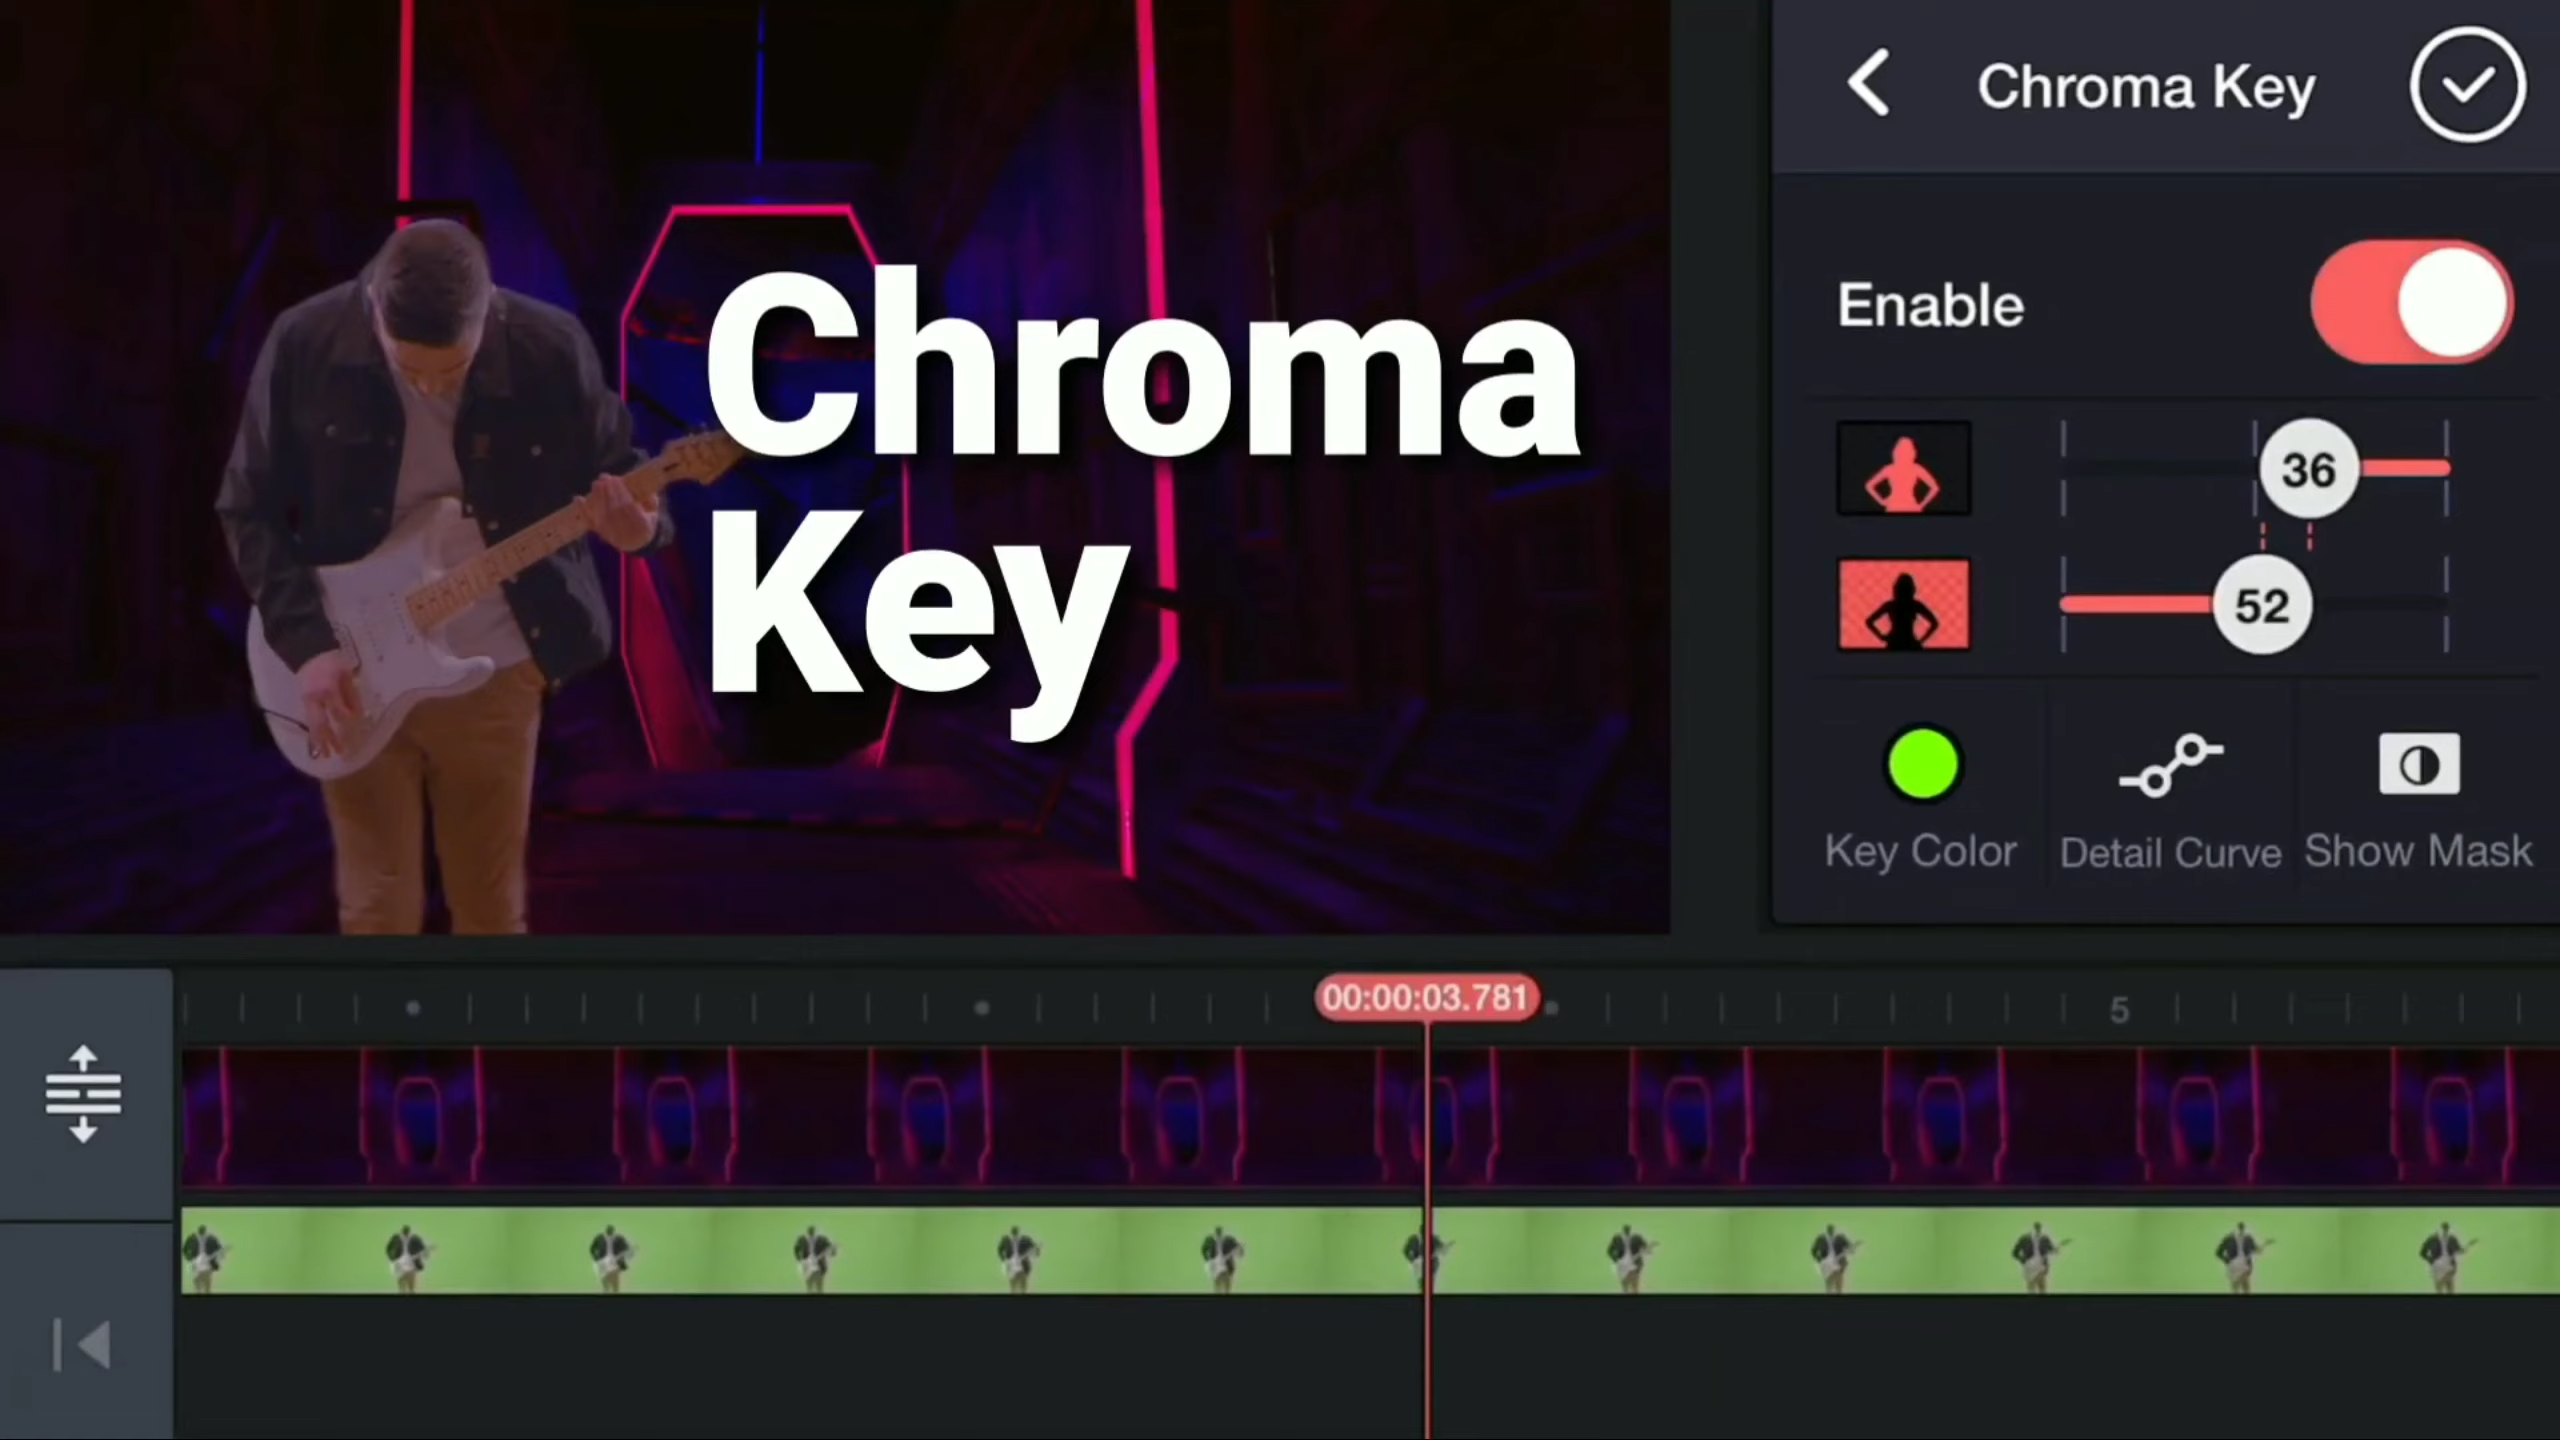 Chroma
Key
Chroma Key
Enable
36
52
Key Color
Detail Curve
Show Mask
00:00:03.781
5